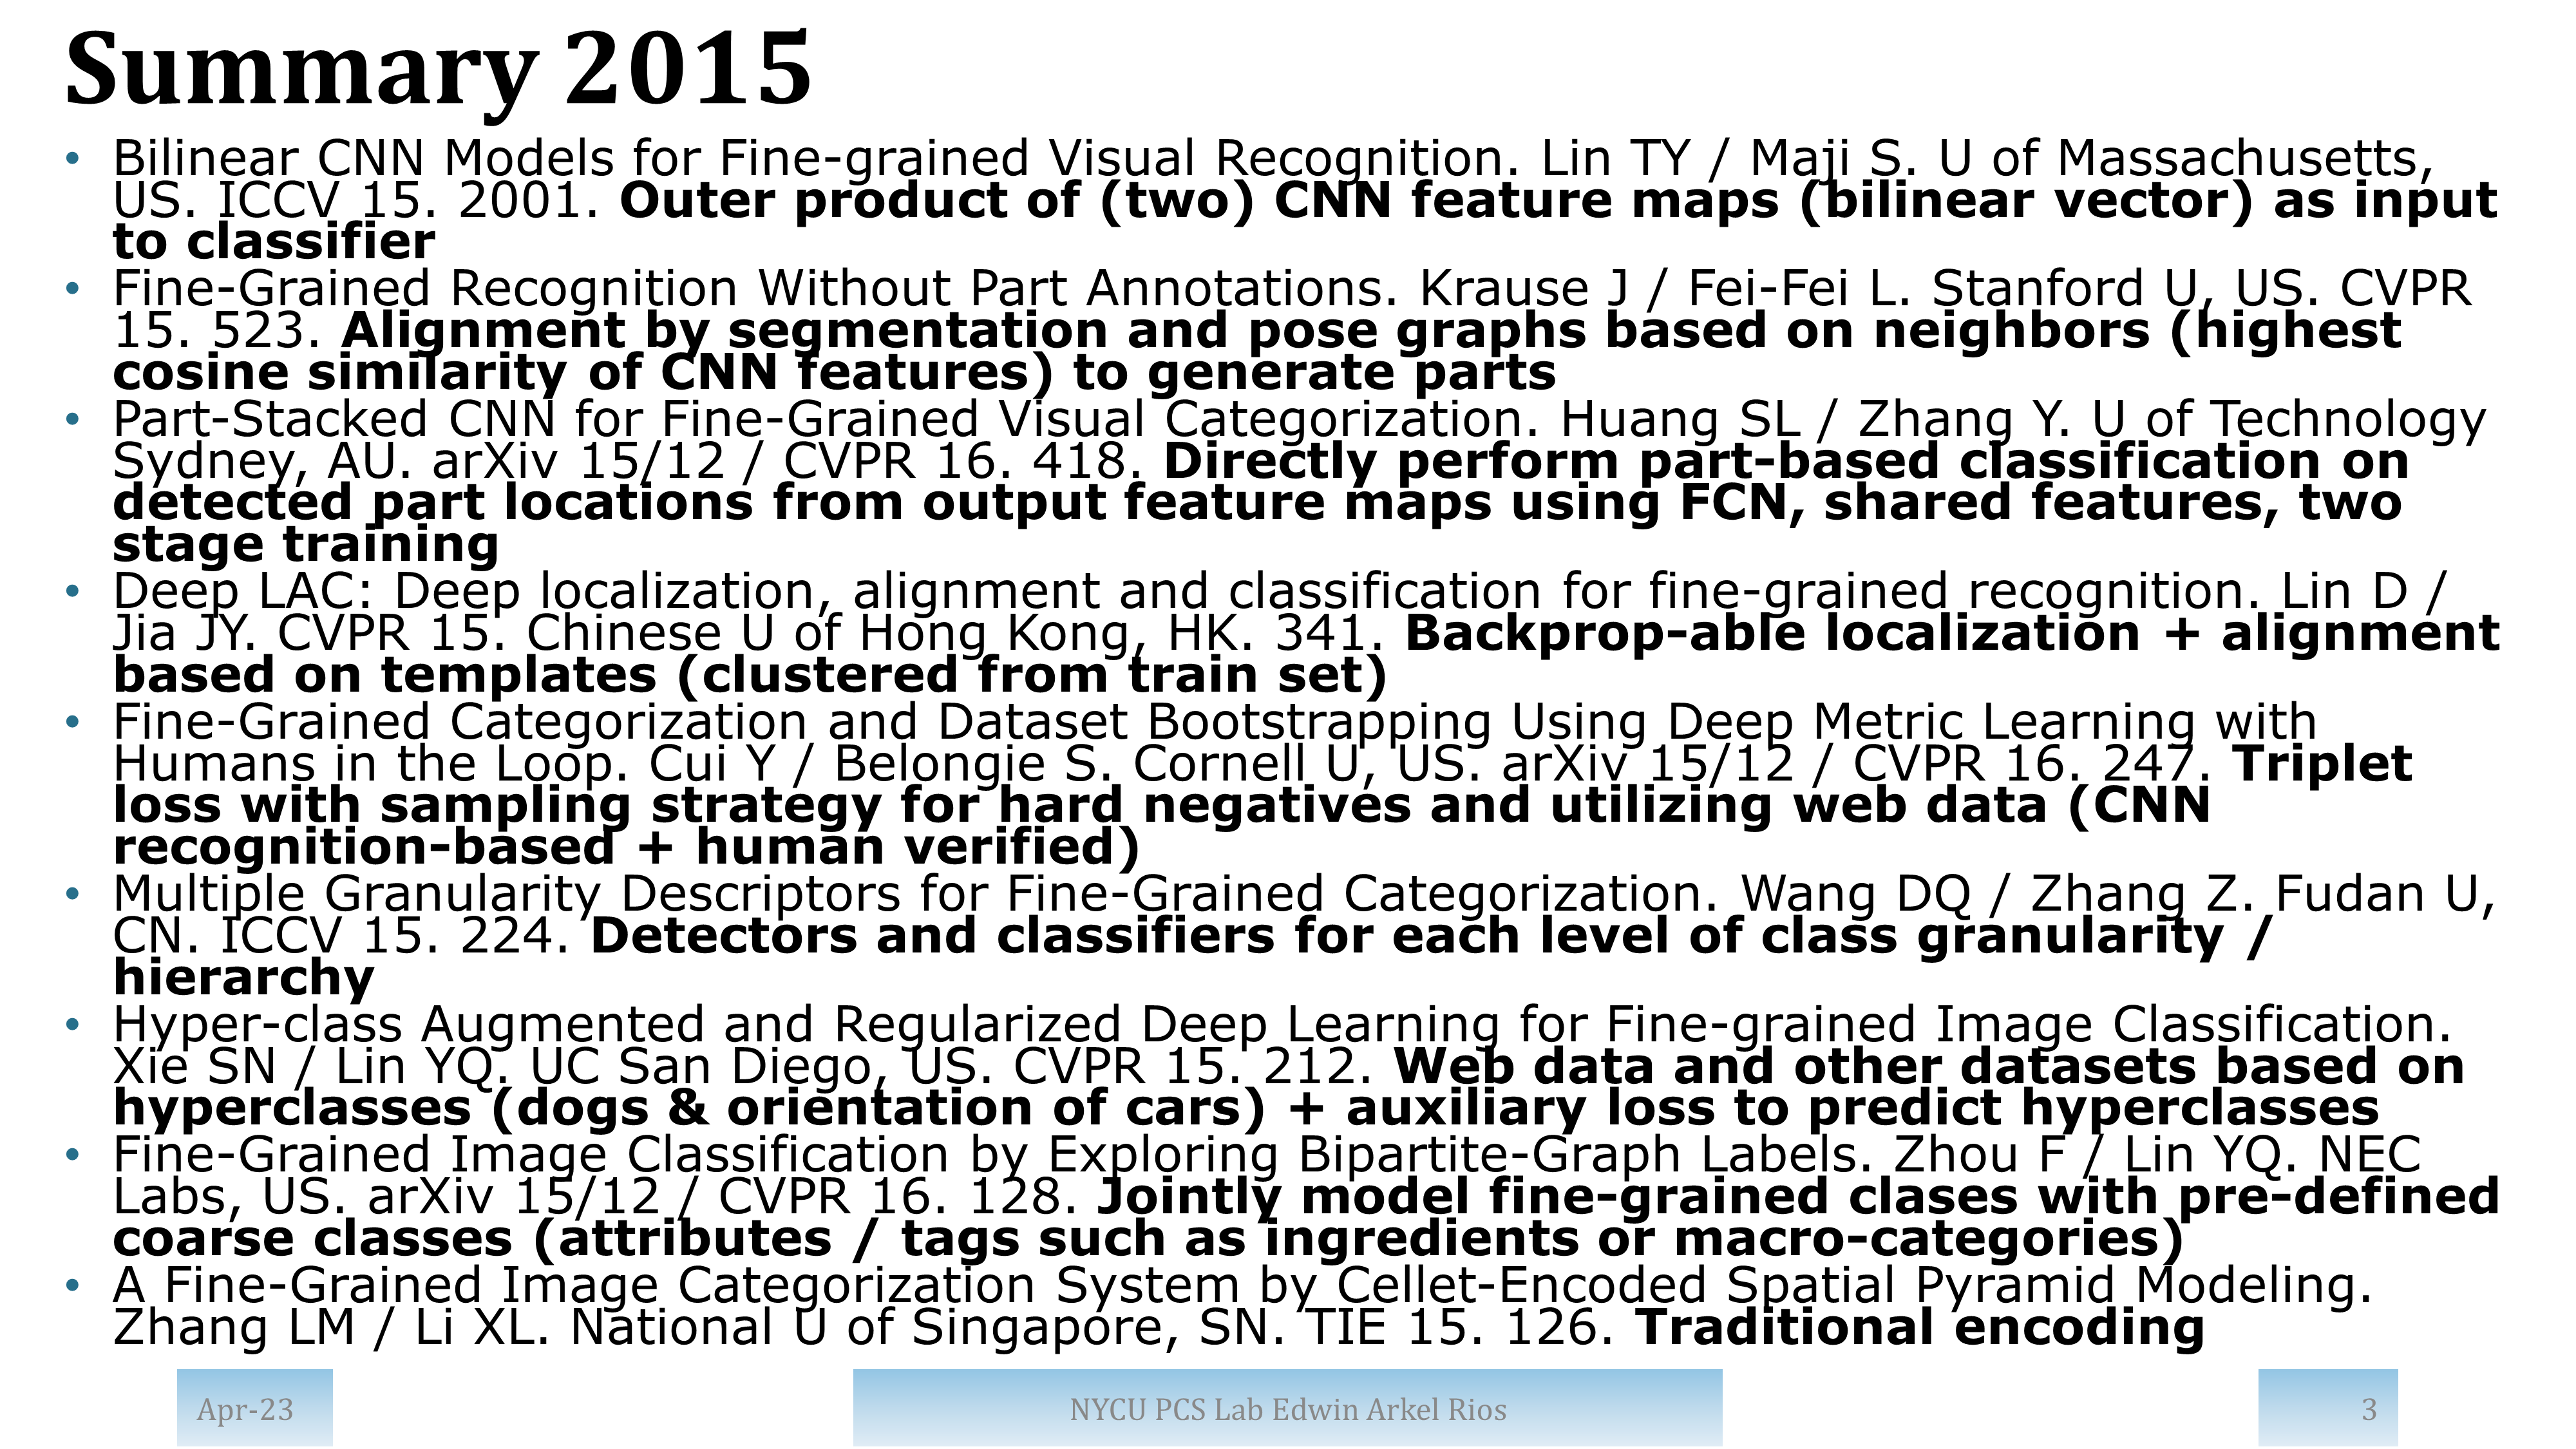 Summary 2015
• Bilinear CNN Models for Fine-grained Visual Recognition. Lin TY / Maji S. U of Massachusetts,
US. ICCV 15. 2001. Outer product of (two) CNN feature maps (bilinear vector) as input
to classifier
• Fine-Grained Recognition Without Part Annotations. Krause J / Fei-Fei L. Stanford U, US. CVPR
15. 523. Alignment by segmentation and pose graphs based on neighbors (highest
cosine similarity of CNN features) to generate parts
• Part-Stacked CNN for Fine-Grained Visual Categorization. Huang SL / Zhang Y. U of Technology
Sydney, AU. arXiv 15/12 / CVPR 16. 418. Directly perform part-based classification on
detected part locations from output feature maps using FCN, shared features, two
stage training
• Deep LAC: Deep localization, alignment and classification for fine-grained recognition. Lin D /
Jia JY. CVPR 15. Chinese U of Hong Kong, HK. 341. Backprop-able localization + alignment
based on templates (clustered from train set)
• Fine-Grained Categorization and Dataset Bootstrapping Using Deep Metric Learning with
Humans in the Loop. Cui Y / Belongie S. Cornell U, US. arXiv 15/12 / CVPR 16. 247. Triplet
loss with sampling strategy for hard negatives and utilizing web data (CNN
recognition-based + human verified)
• Multiple Granularity Descriptors for Fine-Grained Categorization. Wang DQ / Zhang Z. Fudan U,
CN. ICCV 15. 224. Detectors and classifiers for each level of class granularity /
hierarchy
• Hyper-class Augmented and Regularized Deep Learning for Fine-grained Image Classification.
Xie SN / Lin YQ. UC San Diego, US. CVPR 15. 212. Web data and other datasets based on
hyperclasses (dogs & orientation of cars) + auxiliary loss to predict hyperclasses
• Fine-Grained Image Classification by Exploring Bipartite-Graph Labels. Zhou F / Lin YQ. NEC
Labs, US. arXiv 15/12 / CVPR 16. 128. Jointly model fine-grained clases with pre-defined
coarse classes (attributes / tags such as ingredients or macro-categories)
• A Fine-Grained Image Categorization System by Cellet-Encoded Spatial Pyramid Modeling.
Zhang LM / Li XL. National U of Singapore, SN. TIE 15. 126. Traditional encoding
Apr-23
NYCU PCS Lab Edwin Arkel Rios
3